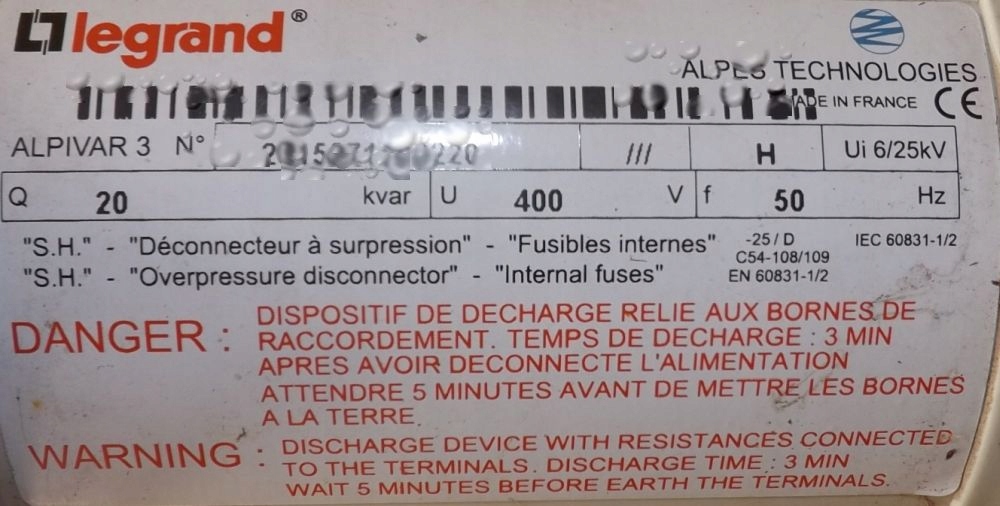 legrand®
ALPES TECHNOLOGIES
MADE IN FRANCE CE
ALPIVAR 3 N° /// H Ui 6/25kV
Q 20 kvar U 400 V f 50 Hz
"S.H." - "Déconnecteur à surpression" - "Fusibles internes" -25 / D IEC 60831-1/2
C54-108/109
"S.H." - "Overpressure disconnector" - "Internal fuses" EN 60831-1/2
DANGER : DISPOSITIF DE DECHARGE RELIE AUX BORNES DE
RACCORDEMENT. TEMPS DE DECHARGE : 3 MIN
APRES AVOIR DECONNECTE L'ALIMENTATION
ATTENDRE 5 MINUTES AVANT DE METTRE LES BORNES
A LA TERRE.
WARNING : DISCHARGE DEVICE WITH RESISTANCES CONNECTED
TO THE TERMINALS. DISCHARGE TIME : 3 MIN
WAIT 5 MINUTES BEFORE EARTH THE TERMINALS.